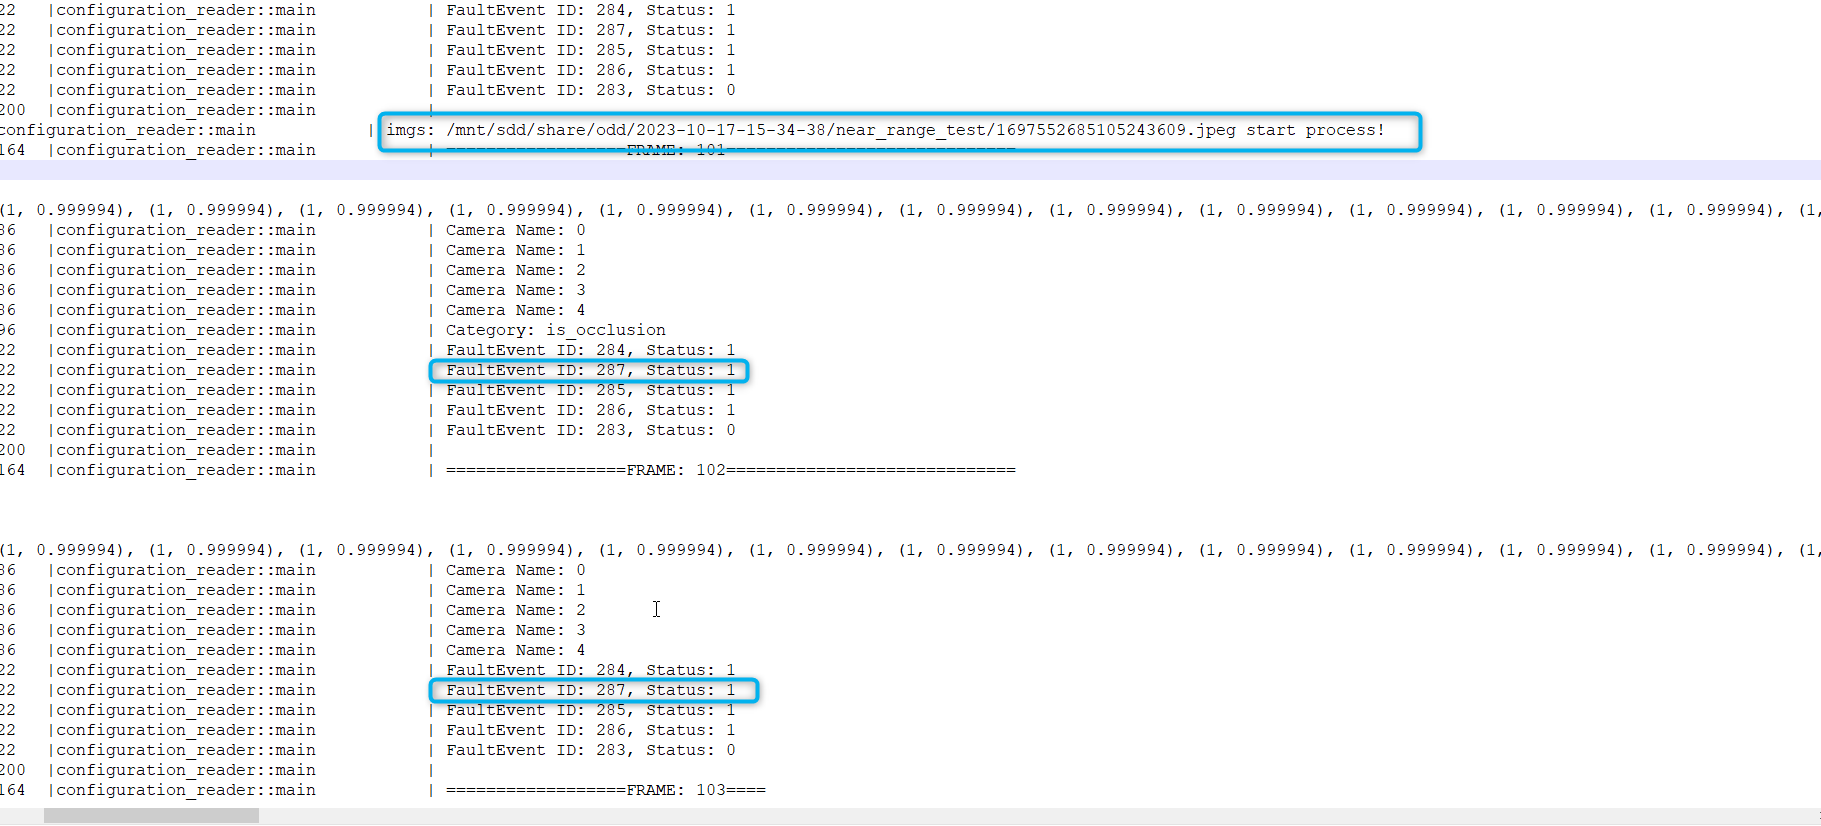 22 |configuration_reader::main | FaultEvent ID: 284, Status: 1
22 |configuration_reader::main | FaultEvent ID: 287, Status: 1
22 |configuration_reader::main | FaultEvent ID: 285, Status: 1
22 |configuration_reader::main | FaultEvent ID: 286, Status: 1
22 |configuration_reader::main | FaultEvent ID: 283, Status: 0
200 |configuration_reader::main |
configuration_reader::main | imgs: /mnt/sdd/share/odd/2023-10-17-15-34-38/near_range_test/1697552685105243609.jpeg start process!
164 |configuration_reader::main | ==================FRAME: 101=============================
(1, 0.999994), (1, 0.999994), (1, 0.999994), (1, 0.999994), (1, 0.999994), (1, 0.999994), (1, 0.999994), (1, 0.999994), (1, 0.999994), (1, 0.999994), (1, 0.999994), (1, 0.999994), (1,
86 |configuration_reader::main | Camera Name: 0
86 |configuration_reader::main | Camera Name: 1
86 |configuration_reader::main | Camera Name: 2
86 |configuration_reader::main | Camera Name: 3
86 |configuration_reader::main | Camera Name: 4
96 |configuration_reader::main | Category: is_occlusion
22 |configuration_reader::main | FaultEvent ID: 284, Status: 1
22 |configuration_reader::main | FaultEvent ID: 287, Status: 1
22 |configuration_reader::main | FaultEvent ID: 285, Status: 1
22 |configuration_reader::main | FaultEvent ID: 286, Status: 1
22 |configuration_reader::main | FaultEvent ID: 283, Status: 0
200 |configuration_reader::main |
164 |configuration_reader::main | ==================FRAME: 102=============================
(1, 0.999994), (1, 0.999994), (1, 0.999994), (1, 0.999994), (1, 0.999994), (1, 0.999994), (1, 0.999994), (1, 0.999994), (1, 0.999994), (1, 0.999994), (1, 0.999994), (1, 0.999994), (1,
86 |configuration_reader::main | Camera Name: 0
86 |configuration_reader::main | Camera Name: 1
86 |configuration_reader::main | Camera Name: 2
86 |configuration_reader::main | Camera Name: 3
86 |configuration_reader::main | Camera Name: 4
22 |configuration_reader::main | FaultEvent ID: 284, Status: 1
22 |configuration_reader::main | FaultEvent ID: 287, Status: 1
22 |configuration_reader::main | FaultEvent ID: 285, Status: 1
22 |configuration_reader::main | FaultEvent ID: 286, Status: 1
22 |configuration_reader::main | FaultEvent ID: 283, Status: 0
200 |configuration_reader::main |
164 |configuration_reader::main | ==================FRAME: 103====